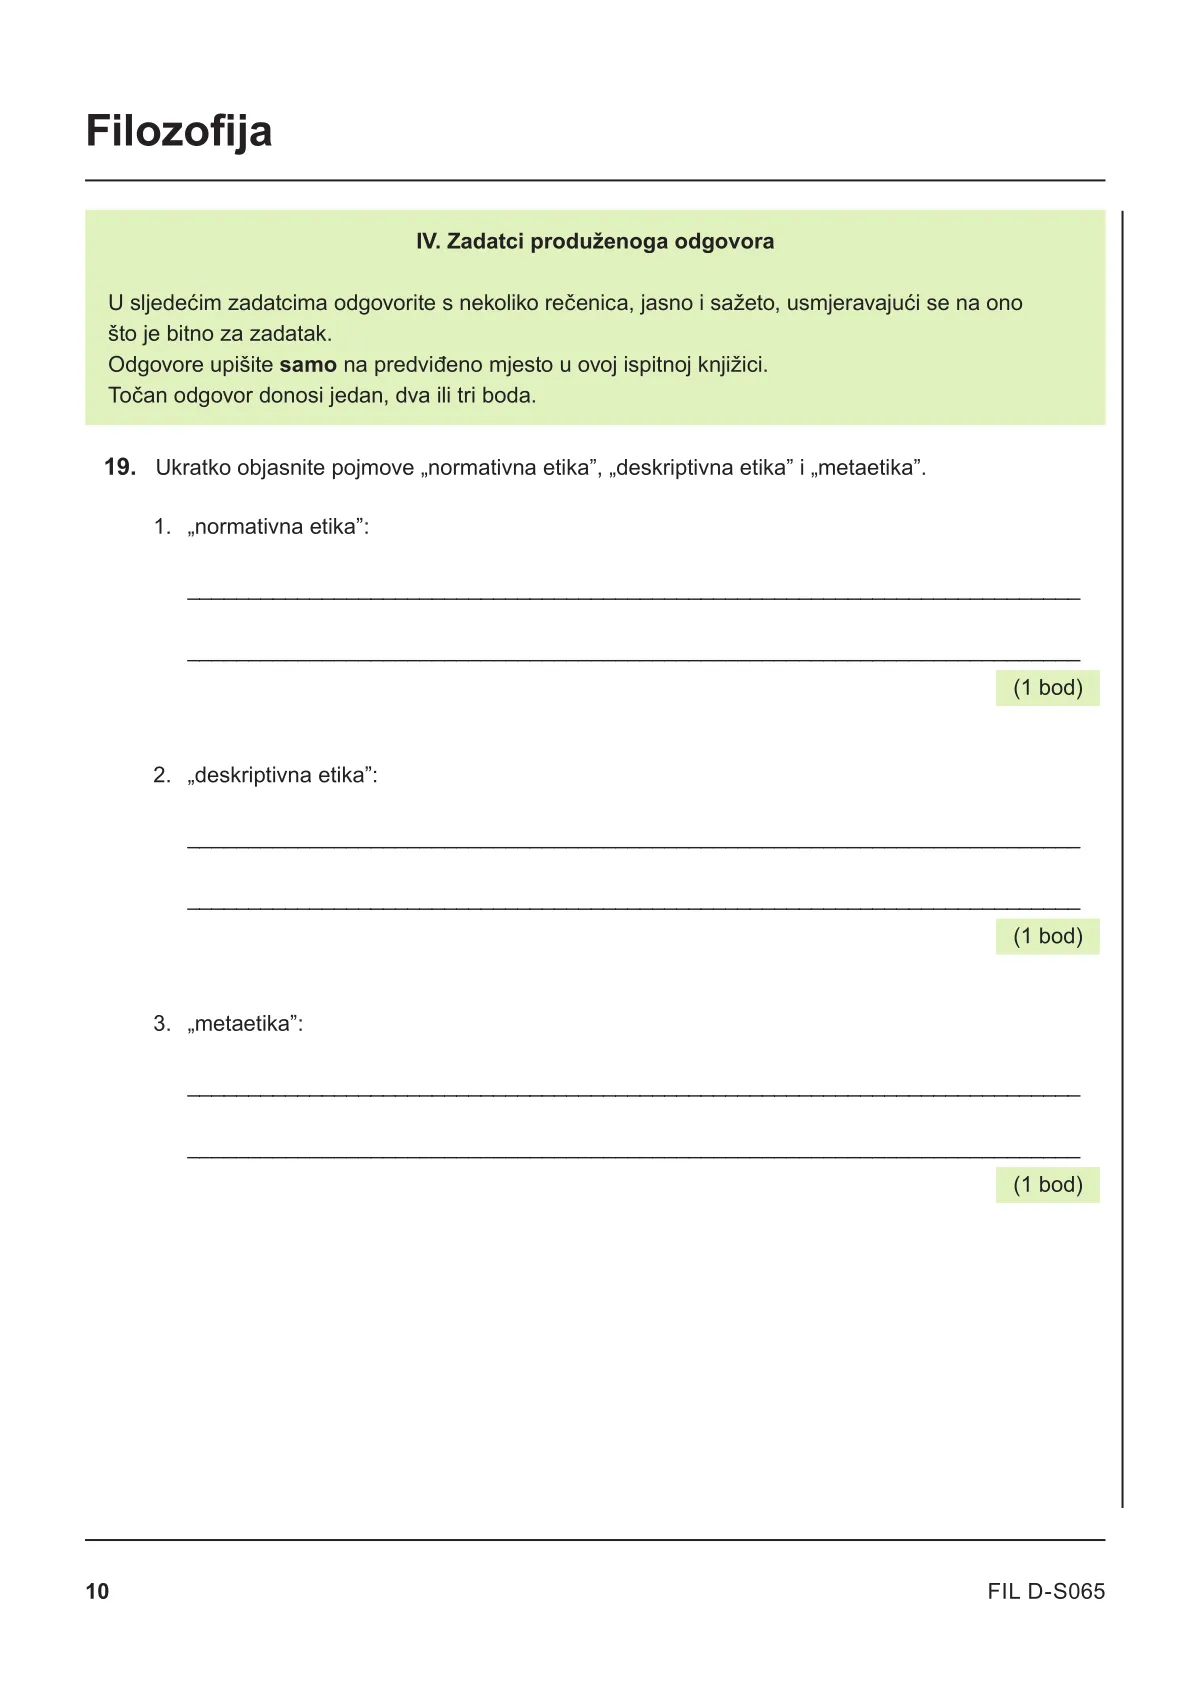 Filozofija
IV. Zadatci produženoga odgovora
U sljedećim zadatcima odgovorite s nekoliko rečenica, jasno i sažeto, usmjeravajući se na ono
što je bitno za zadatak.
Odgovore upišite samo na predviđeno mjesto u ovoj ispitnoj knjižici.
Točan odgovor donosi jedan, dva ili tri boda.
19. Ukratko objasnite pojmove „normativna etika”, „deskriptivna etika” i „metaetika”.
1. „normativna etika”:
(1 bod)
2. „deskriptivna etika”:
(1 bod)
3. „metaetika”:
(1 bod)
10 FIL D-S065